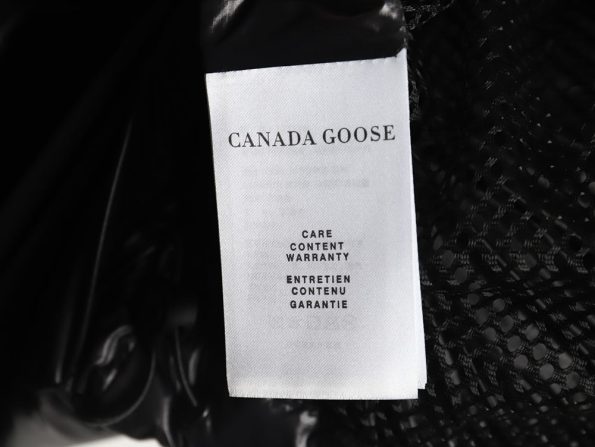 CANADA GOOSE
CARE
CONTENT
WARRANTY
ENTRETIEN
CONTENU
GARANTIE